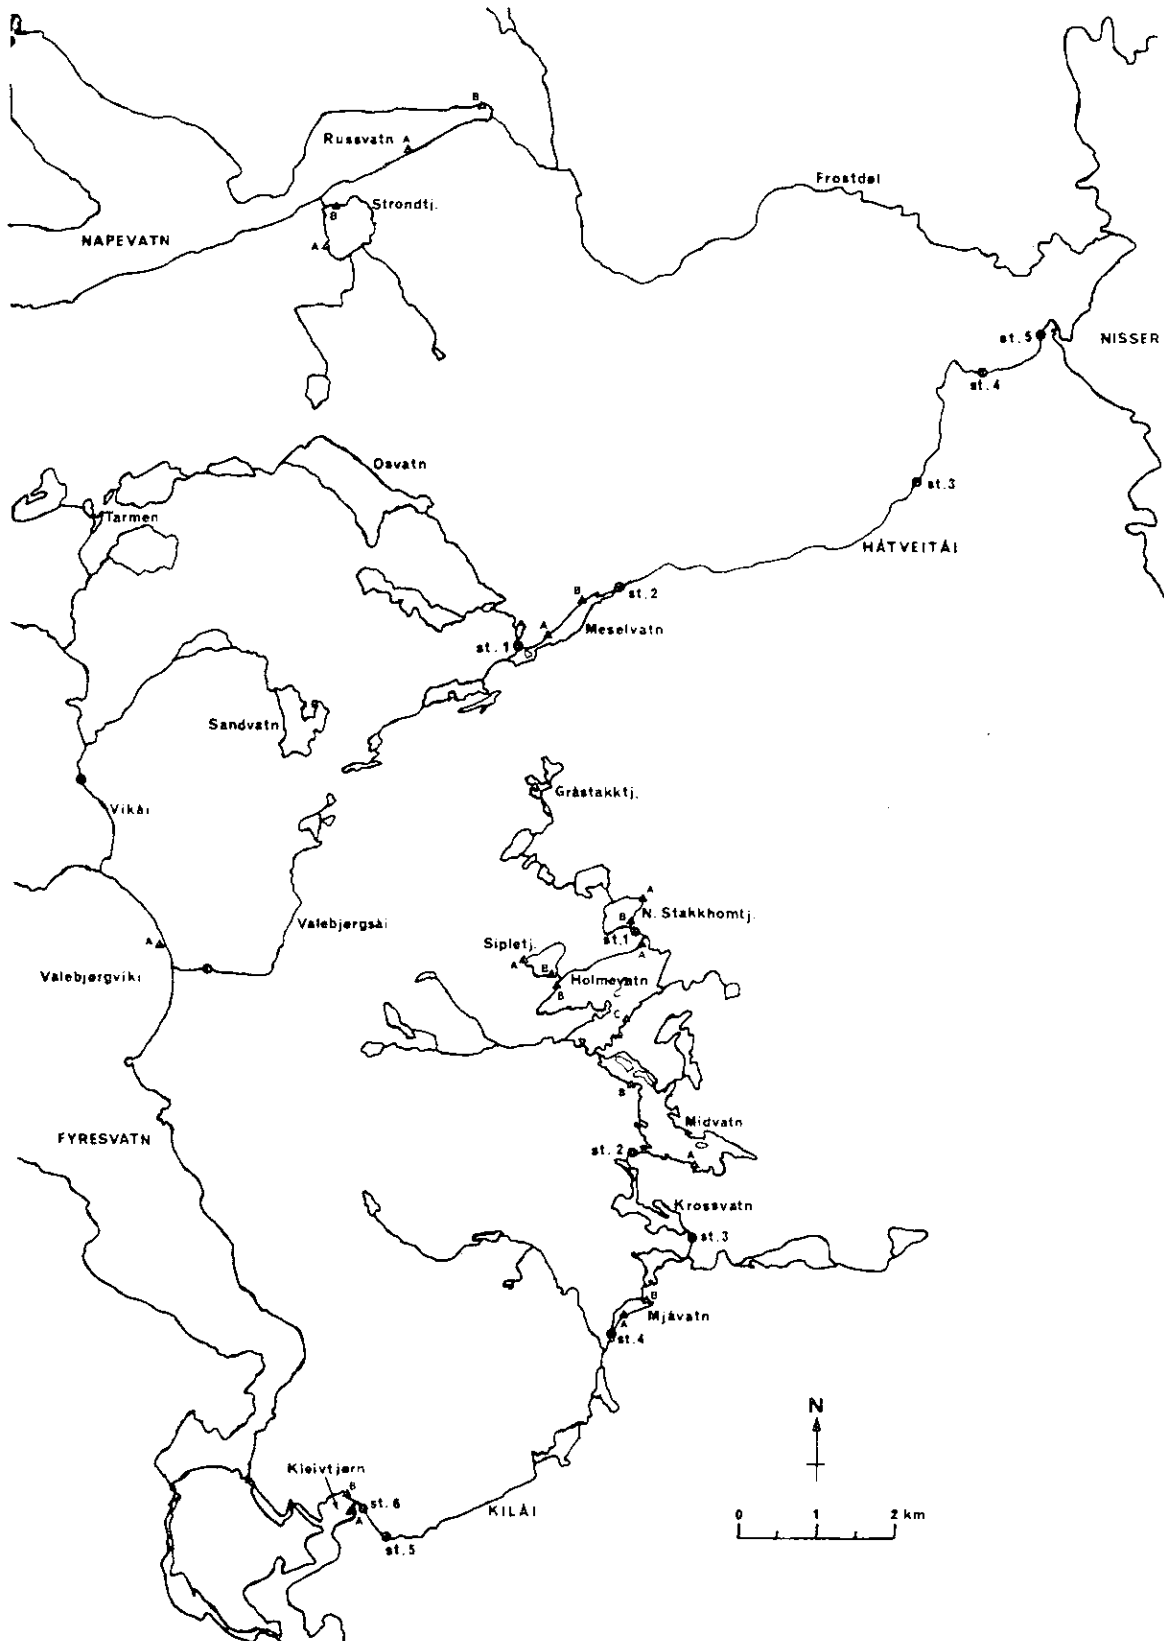 B
Russvatn
A
Frostdøl
B
Strondtj.
NAPEVATN
A
st.5
NISSER
st.4
Osvatn
st.3
Tarmen
HÅTVEITÅI
B
st.2
A
Meselvatn
st.1
Sandvatn
Gråstakktj.
Vikåi
A
N. Stakkhomtj.
B
Valebjørgsåi
st.1
A
A
Sipletj.
A
B
Holmevatn
Valebjørgviki
B
C
C
B
Midvatn
FYRESVATN
st.2
A
Krossvatn
st.3
B
Mjåvatn
A
st.4
N
Kleivtjørn
B
st.6
A
KILÅI
st.5
0 1 2 km